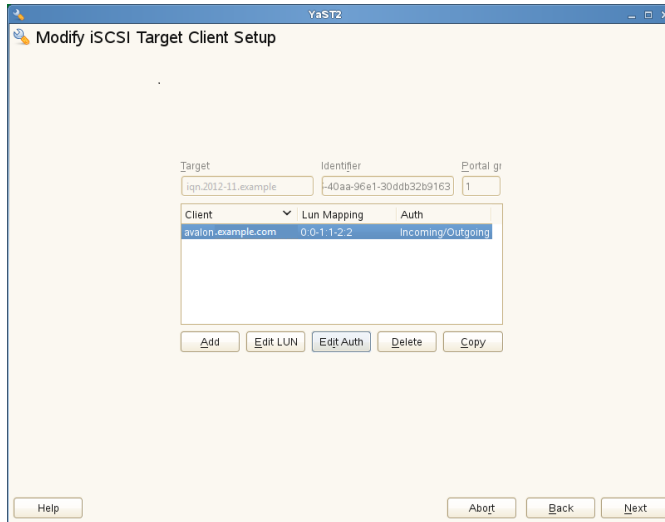 YaST2
Modify iSCSI Target Client Setup
Target Identifier Portal gr
iqn.2012-11.example -40aa-96e1-30ddb32b9163 1
Client Lun Mapping Auth
avalon.example.com 0:0-1:1-2:2 Incoming/Outgoing
Add Edit LUN Edit Auth Delete Copy
Help Abort Back Next